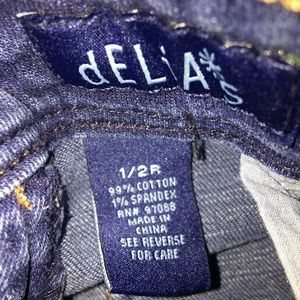 dELiA*s
1/2R
99% COTTON
1% SPANDEX
RN# 97088
MADE IN
CHINA
SEE REVERSE
FOR CARE